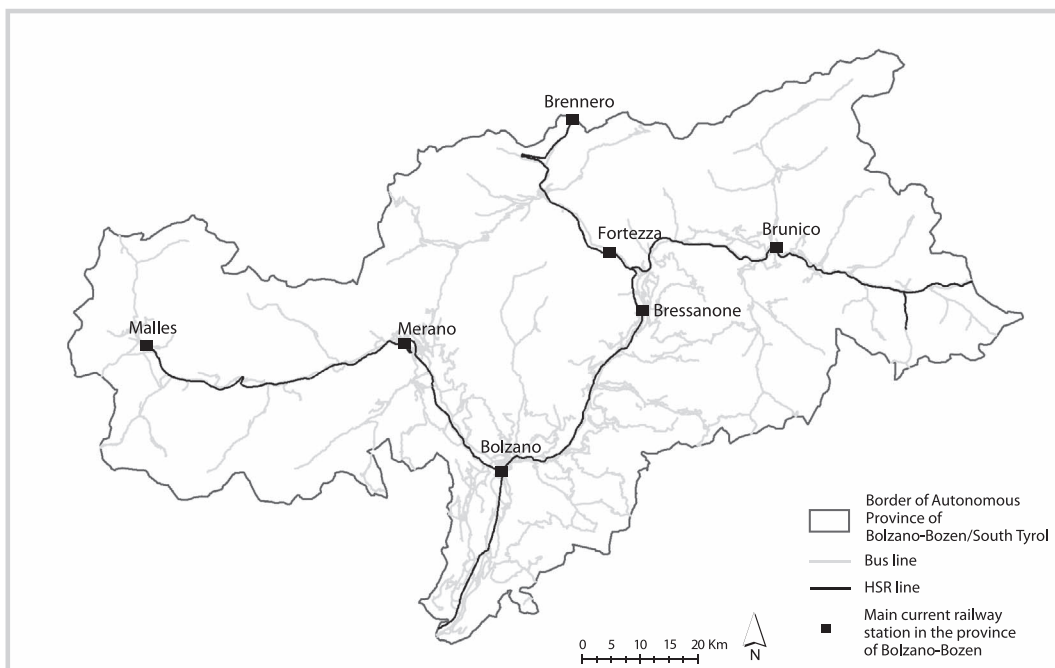 Brennero
Fortezza
Brunico
Bressanone
Malles
Merano
Bolzano
Border of Autonomous
Province of
Bolzano-Bozen/South Tyrol
Bus line
HSR line
Main current railway
station in the province
of Bolzano-Bozen
0 5 10 15 20 Km
N